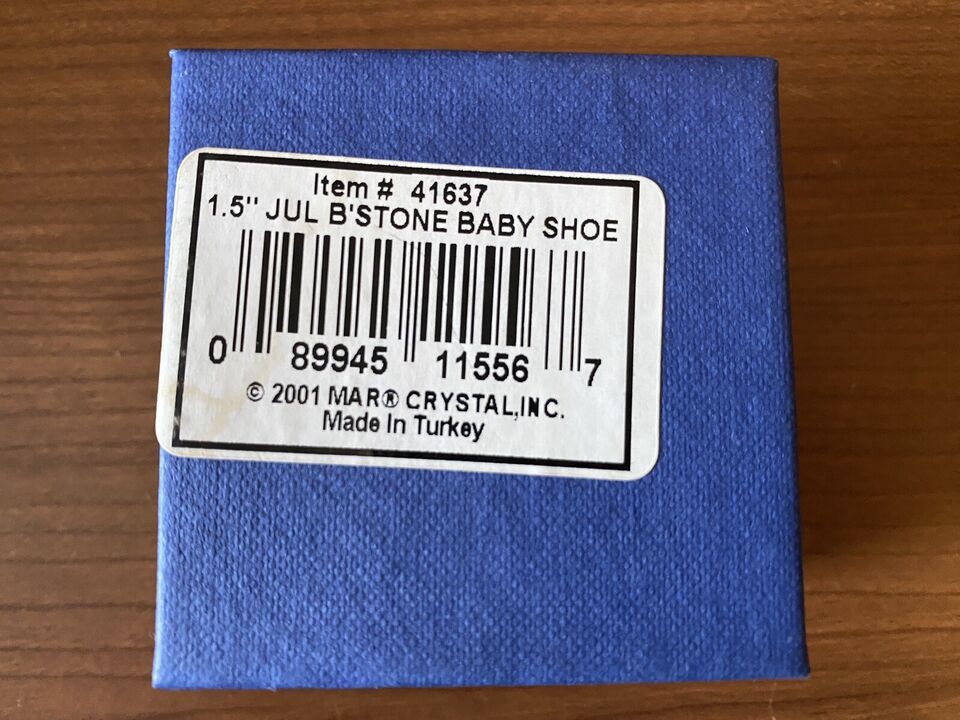 Item # 41637
1.5" JUL B'STONE BABY SHOE
0 89945 11556 7
© 2001 MAR® CRYSTAL,INC.
Made In Turkey